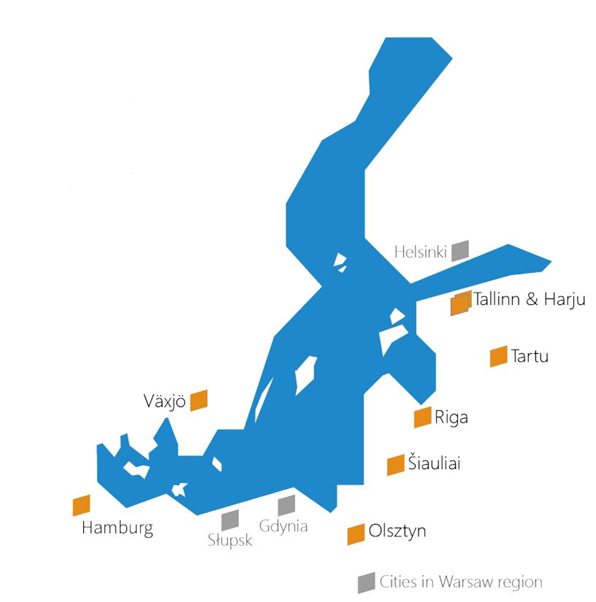 Helsinki
Tallinn & Harju
Tartu
Växjö
Riga
Šiauliai
Hamburg
Gdynia
Słupsk
Olsztyn
Cities in Warsaw region